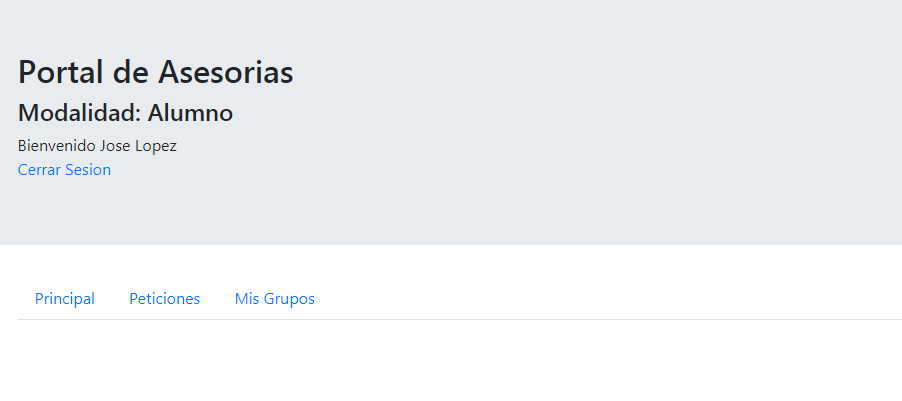 Portal de Asesorias
Modalidad: Alumno
Bienvenido Jose Lopez
Cerrar Sesion
Principal Peticiones Mis Grupos